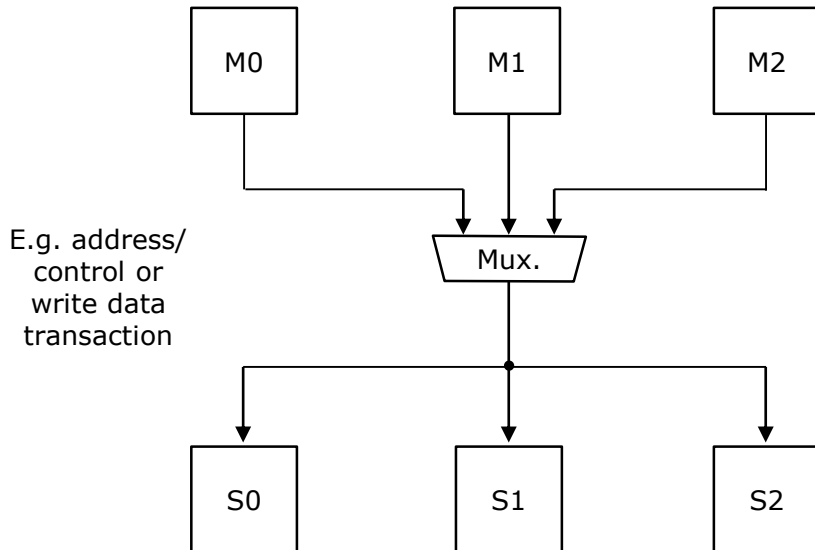 M0
M1
M2
E.g. address/
control or
write data
transaction
Mux.
S0
S1
S2